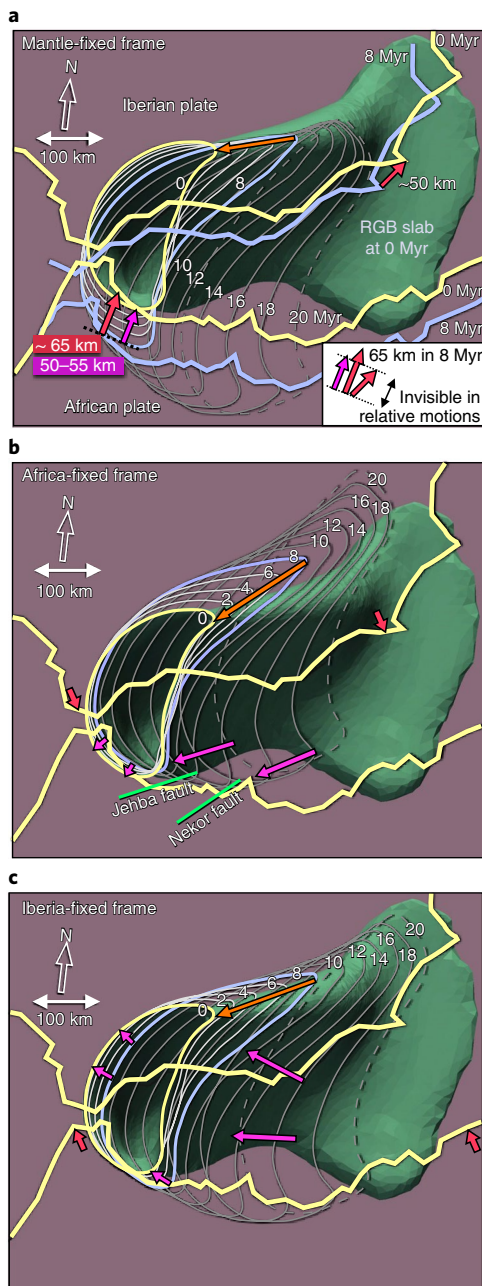 a
Mantle-fixed frame
0 Myr
8 Myr
N
Iberian plate
100 km
0
8
~50 km
RGB slab
at 0 Myr
10
12
14
16
18
20 Myr
0 Myr
8 Myr
~ 65 km
50–55 km
African plate
65 km in 8 Myr
Invisible in
relative motions
b
Africa-fixed frame
N
100 km
20
16
18
12
14
10
8
6
4
2
0
Jehba fault
Nekor fault
c
Iberia-fixed frame
N
100 km
20
16
18
12
14
10
8
6
4
2
0